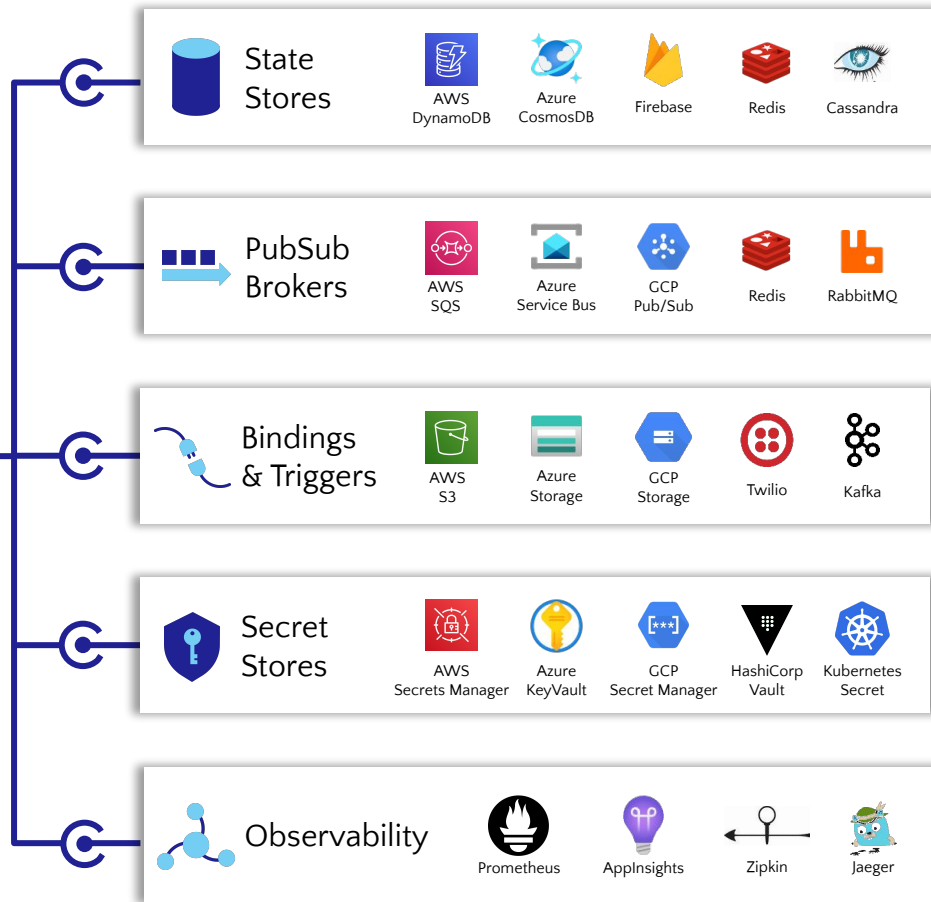 State
Stores
AWS
DynamoDB
Azure
CosmosDB
Firebase
Redis
Cassandra
PubSub
Brokers
AWS
SQS
Azure
Service Bus
GCP
Pub/Sub
Redis
RabbitMQ
Bindings
& Triggers
AWS
S3
Azure
Storage
GCP
Storage
Twilio
Kafka
Secret
Stores
AWS
Secrets Manager
Azure
KeyVault
[***]
GCP
Secret Manager
HashiCorp
Vault
Kubernetes
Secret
Observability
Prometheus
AppInsights
Zipkin
Jaeger